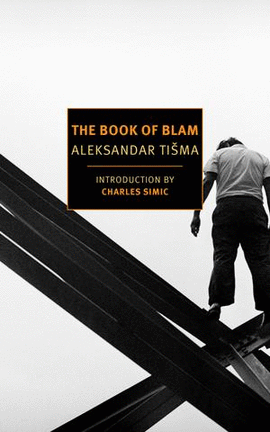 THE BOOK OF BLAM
ALEKSANDAR TIŠMA
INTRODUCTION BY
CHARLES SIMIC